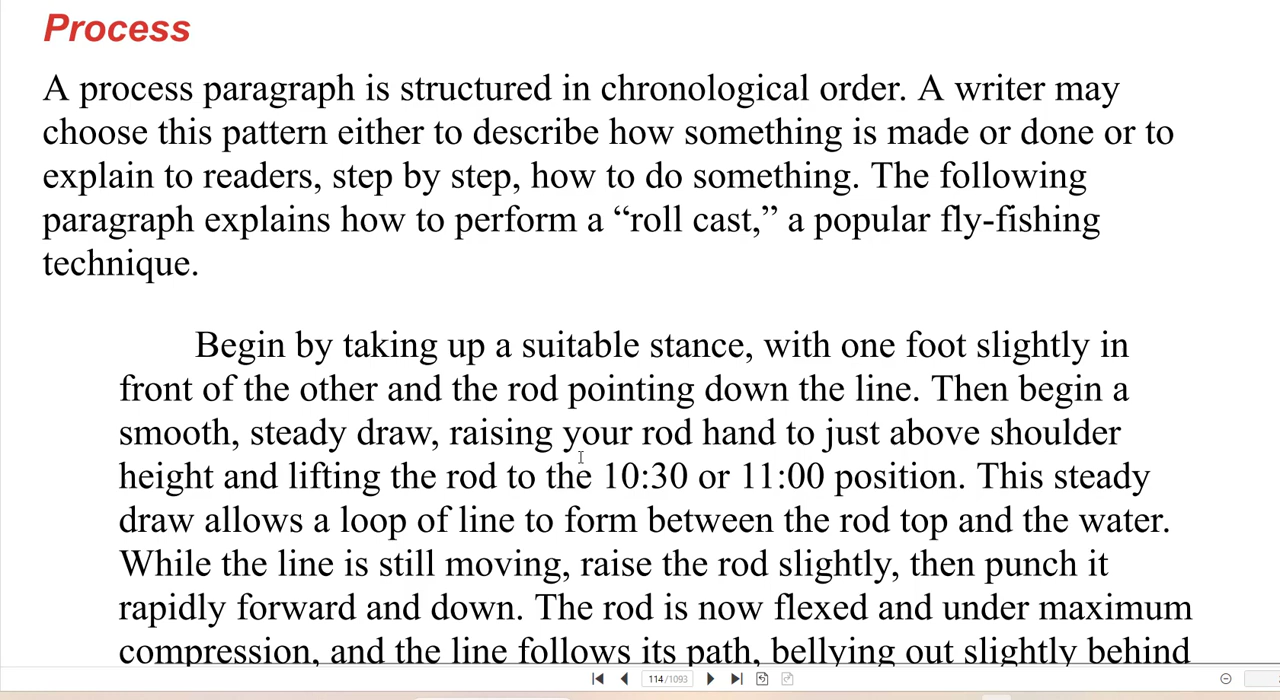 Process
A process paragraph is structured in chronological order. A writer may
choose this pattern either to describe how something is made or done or to
explain to readers, step by step, how to do something. The following
paragraph explains how to perform a “roll cast,” a popular fly-fishing
technique.
Begin by taking up a suitable stance, with one foot slightly in
front of the other and the rod pointing down the line. Then begin a
smooth, steady draw, raising your rod hand to just above shoulder
height and lifting the rod to the 10:30 or 11:00 position. This steady
draw allows a loop of line to form between the rod top and the water.
While the line is still moving, raise the rod slightly, then punch it
rapidly forward and down. The rod is now flexed and under maximum
compression, and the line follows its path, bellying out slightly behind
114/1093